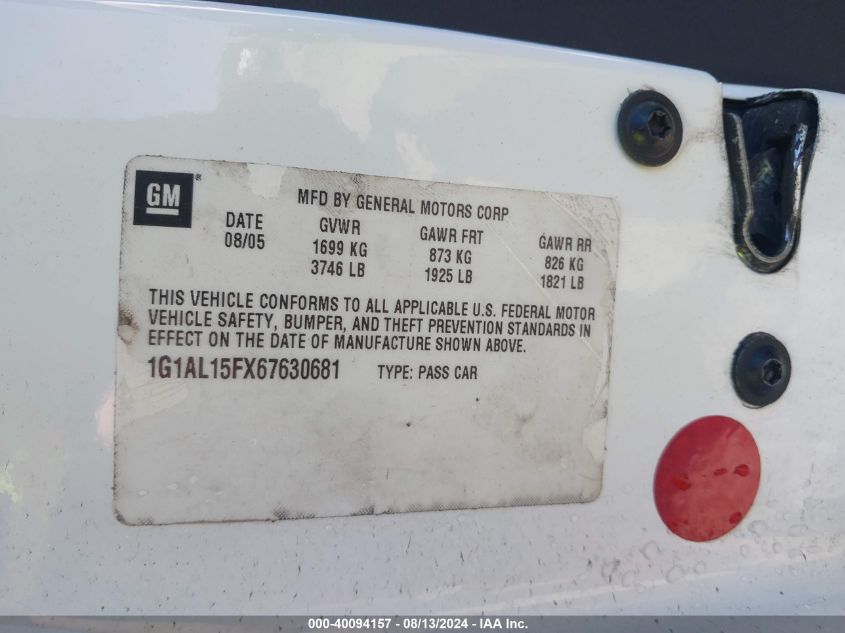 GM ®
MFD BY GENERAL MOTORS CORP
DATE GVWR GAWR FRT GAWR RR
08/05 1699 KG 873 KG 826 KG
3746 LB 1925 LB 1821 LB
THIS VEHICLE CONFORMS TO ALL APPLICABLE U.S. FEDERAL MOTOR
VEHICLE SAFETY, BUMPER, AND THEFT PREVENTION STANDARDS IN
EFFECT ON THE DATE OF MANUFACTURE SHOWN ABOVE.
1G1AL15FX67630681 TYPE: PASS CAR
000-40094157 - 08/13/2024 - IAA Inc.